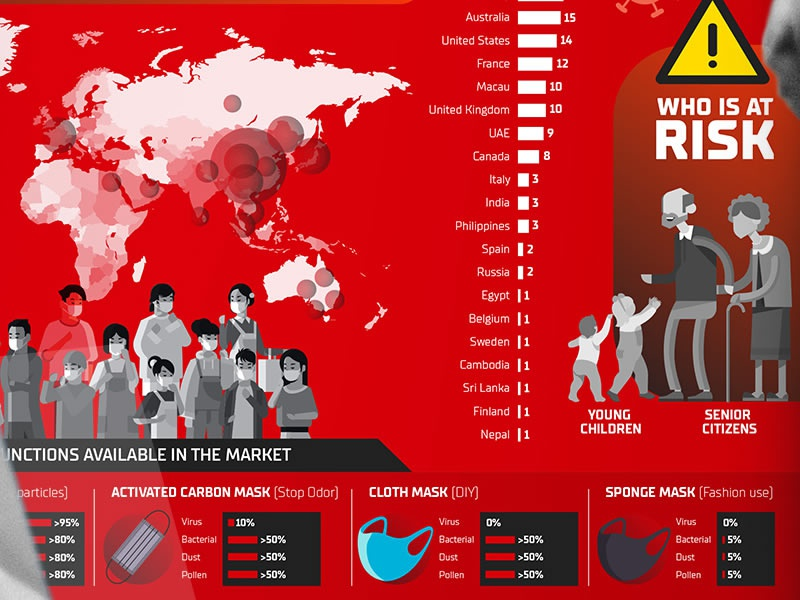 Australia 15
United States 14
France 12
Macau 10
United Kingdom 10
UAE 9
Canada 8
Italy 3
India 3
Philippines 3
Spain 2
Russia 2
Egypt 1
Belgium 1
Sweden 1
Cambodia 1
Sri Lanka 1
Finland 1
Nepal 1
!
WHO IS AT
RISK
YOUNG
CHILDREN
SENIOR
CITIZENS
UNCTIONS AVAILABLE IN THE MARKET
particles)
>95%
>80%
>80%
>80%
ACTIVATED CARBON MASK (Stop Odor)
Virus 10%
Bacterial >50%
Dust >50%
Pollen >50%
CLOTH MASK (DIY)
Virus 0%
Bacterial >50%
Dust >50%
Pollen >50%
SPONGE MASK (Fashion use)
Virus 0%
Bacterial 5%
Dust 5%
Pollen 5%